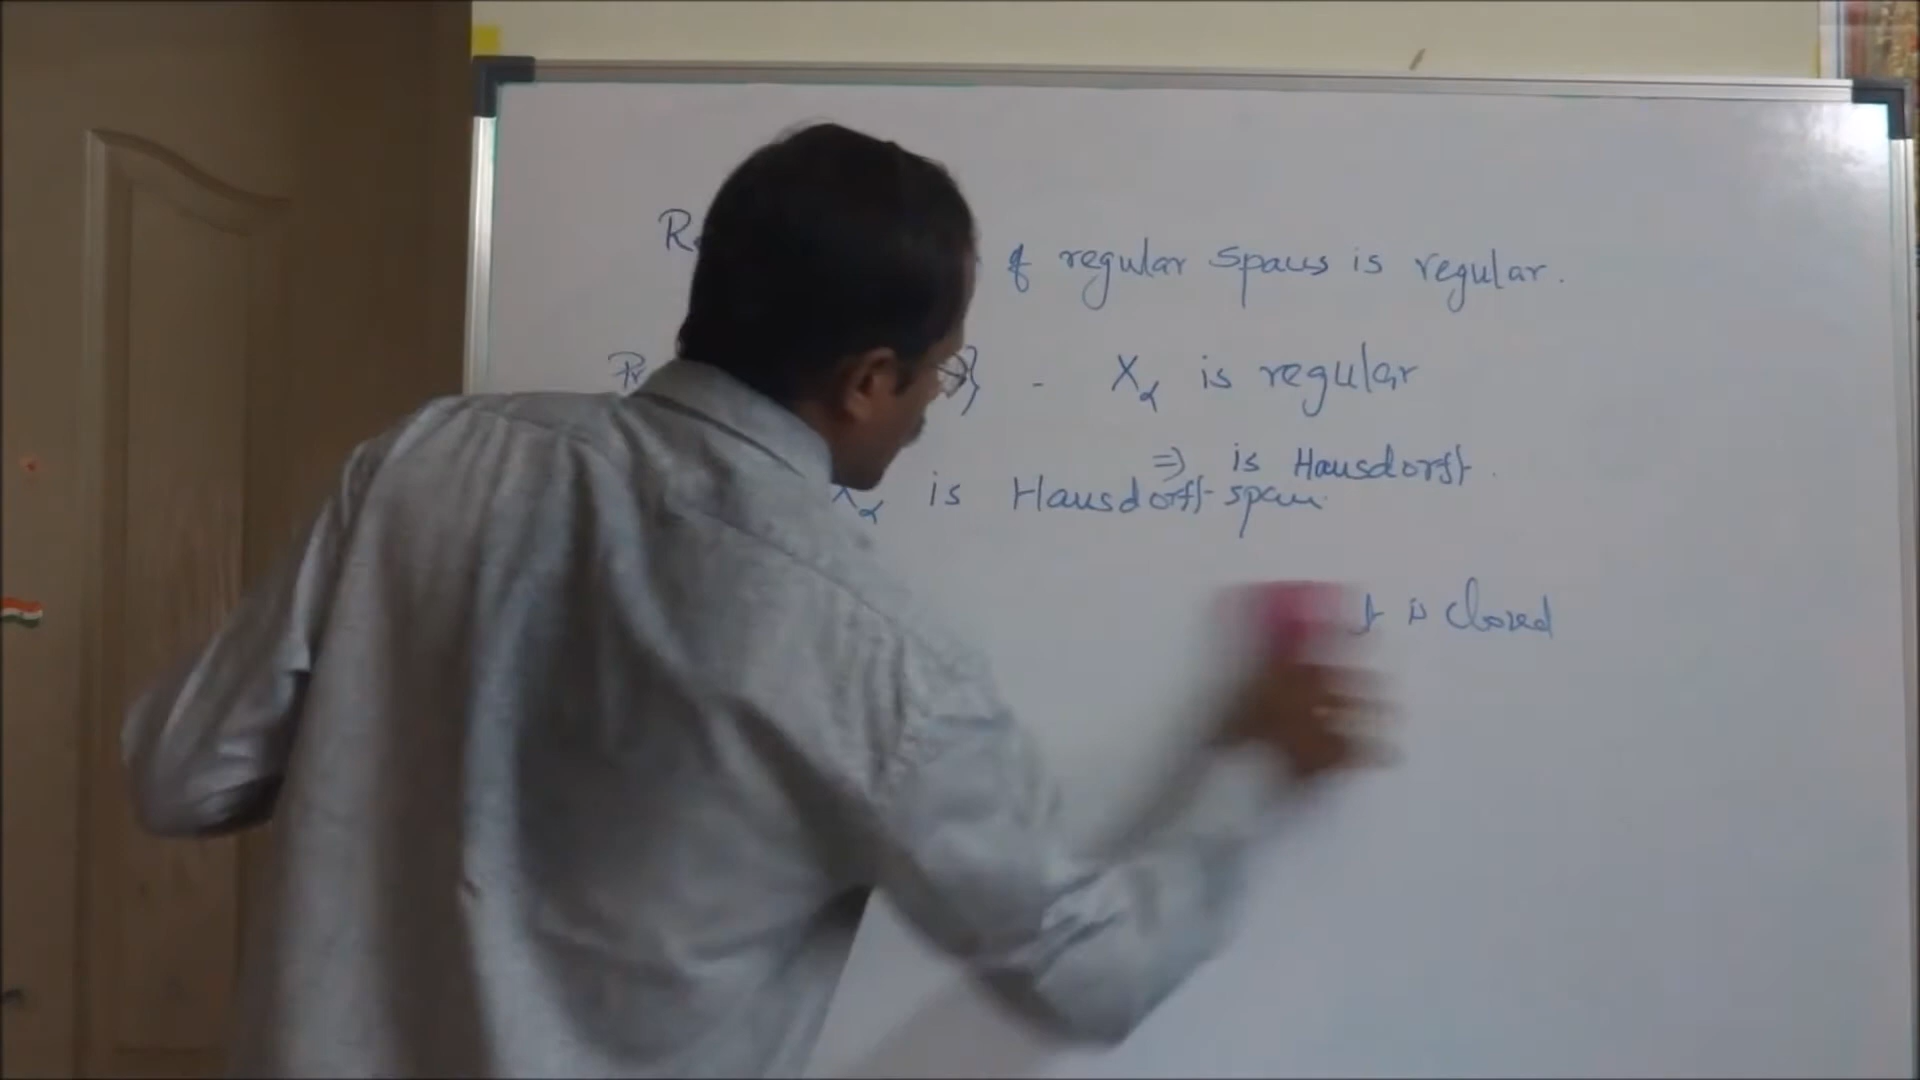 of regular spaces is regular.
} - Xα is regular
⇒ is Hausdorff.
Xα is Hausdorff space.
is closed